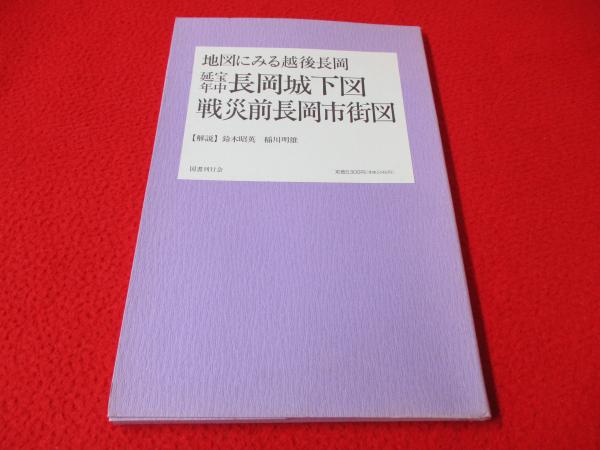 地図にみる越後長岡
延宝年中長岡城下図
戦災前長岡市街図
【解説】鈴木昭英 稲川明雄
国書刊行会